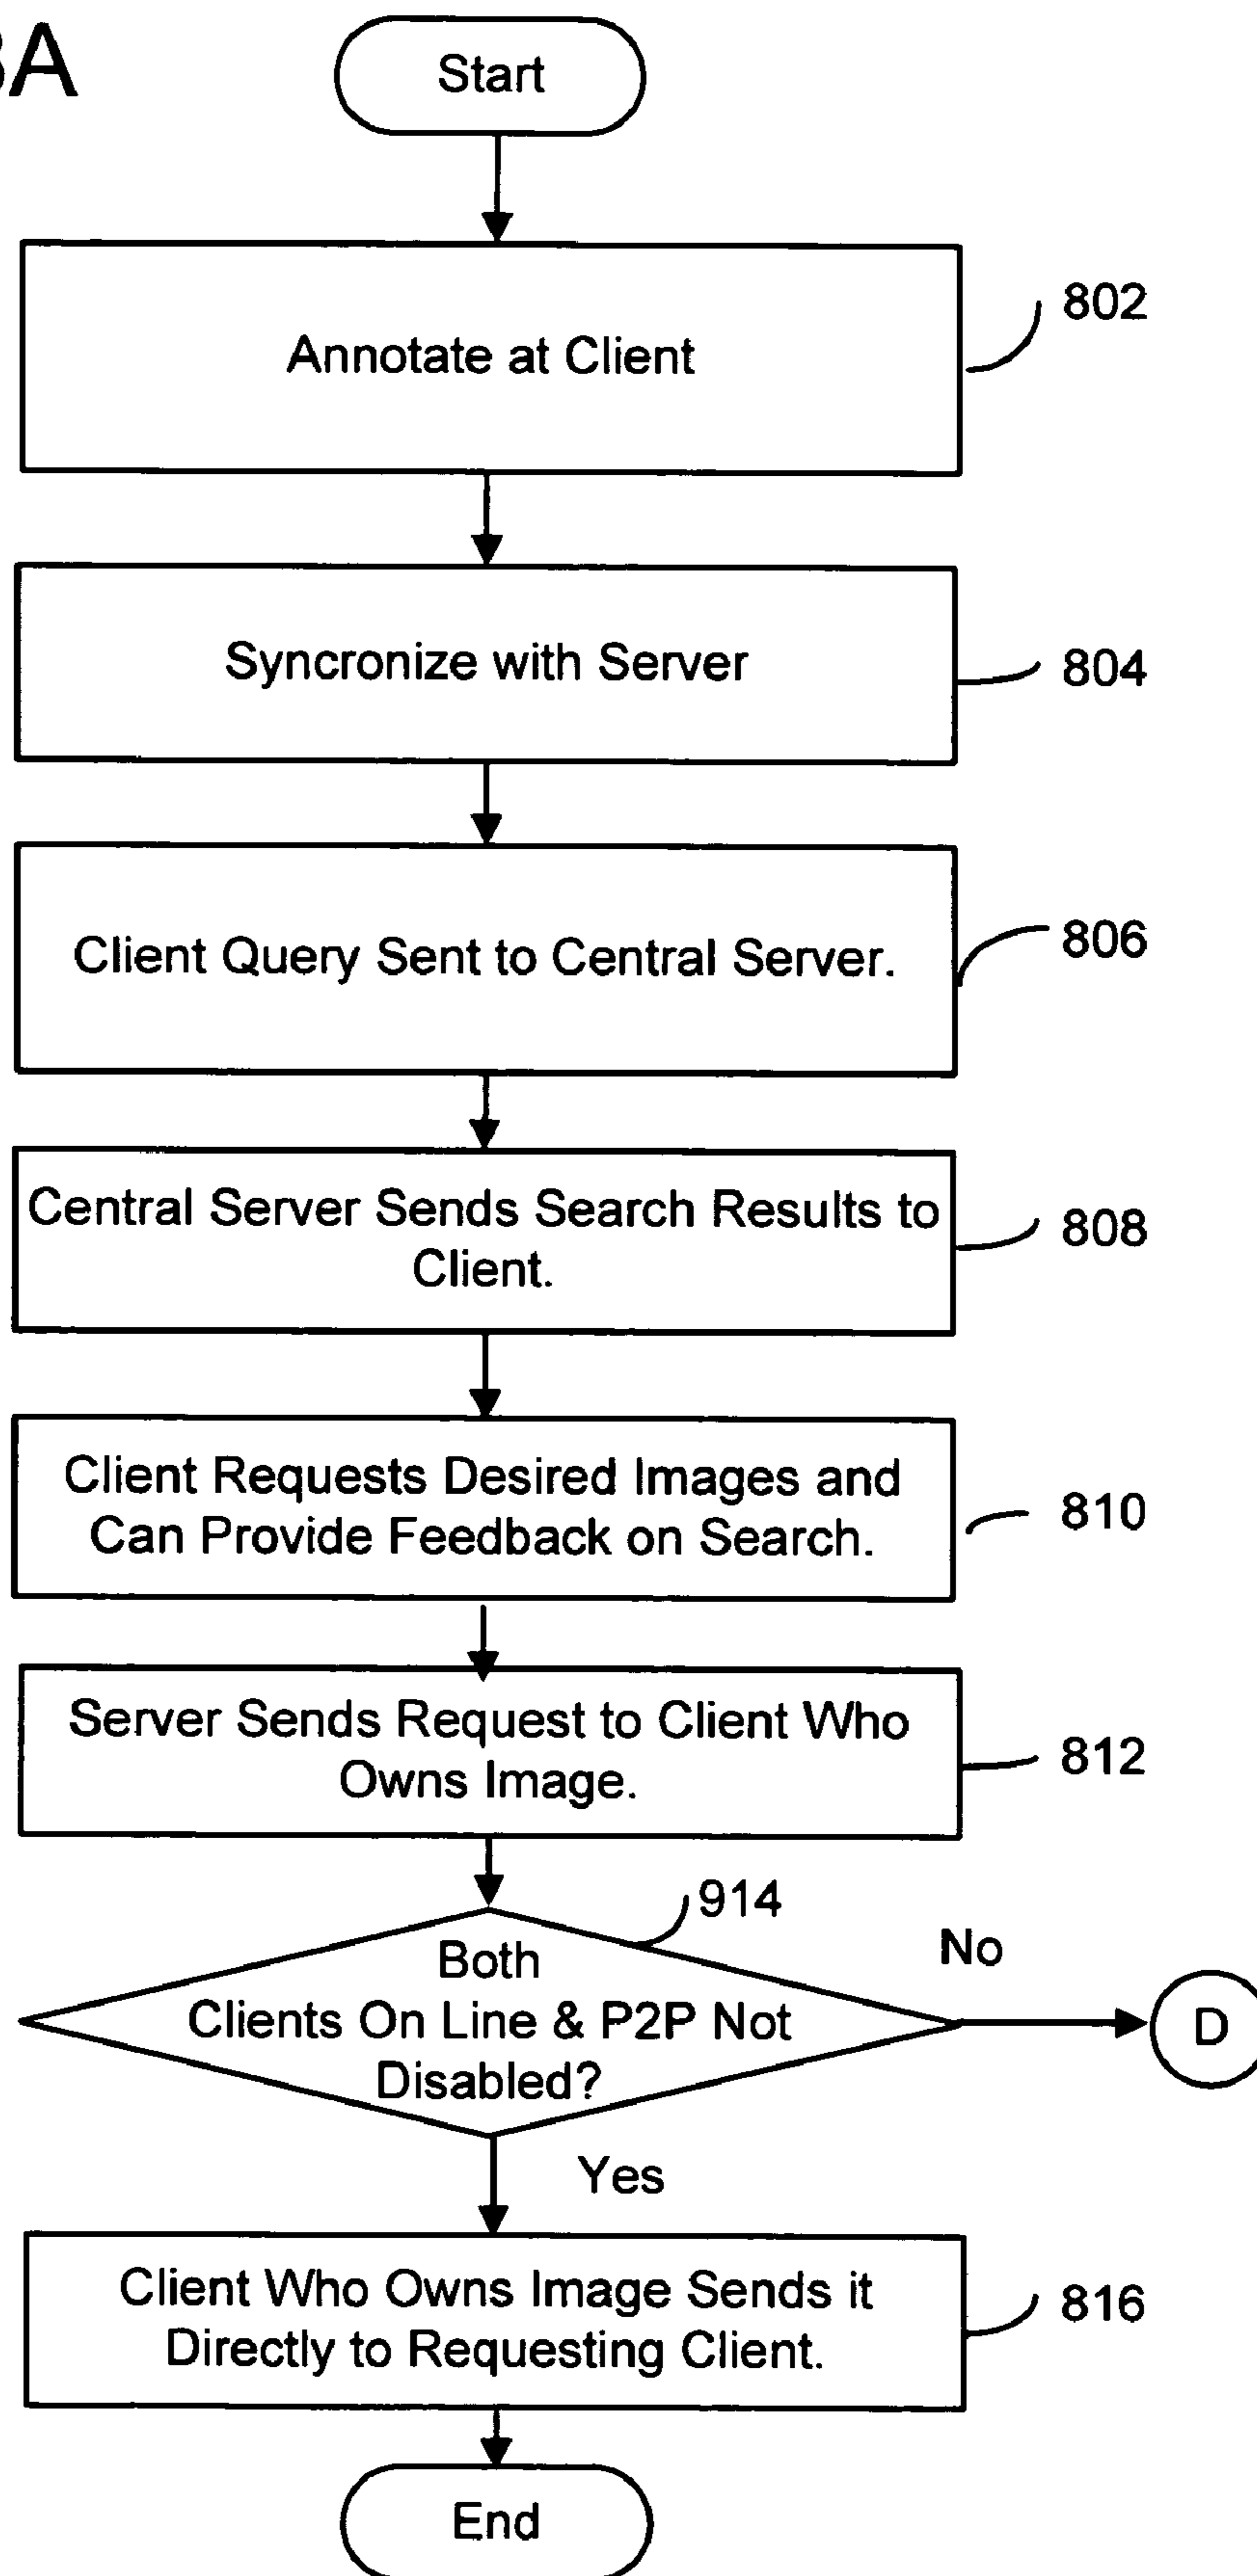 Start
Annotate at Client
802
Syncronize with Server
804
Client Query Sent to Central Server.
806
Central Server Sends Search Results to
Client.
808
Client Requests Desired Images and
Can Provide Feedback on Search.
810
Server Sends Request to Client Who
Owns Image.
812
914
Both
Clients On Line & P2P Not
Disabled?
No
D
Yes
Client Who Owns Image Sends it
Directly to Requesting Client.
816
End